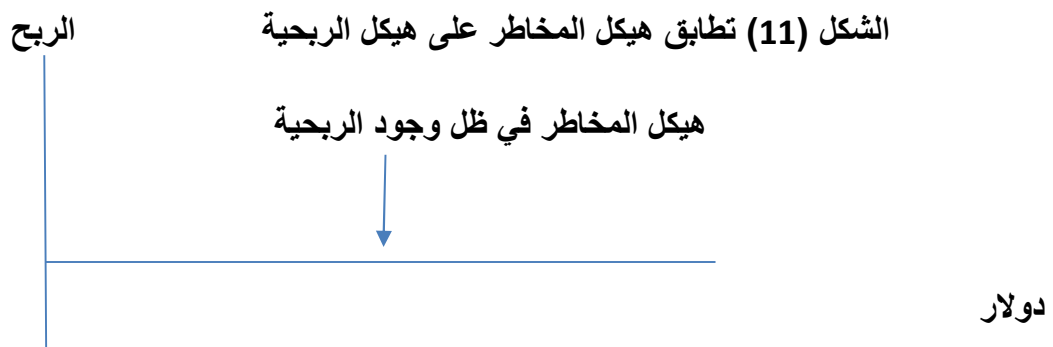 الشكل (11) تطابق هيكل المخاطر على هيكل الربحية
الربح
هيكل المخاطر في ظل وجود الربحية
دولار